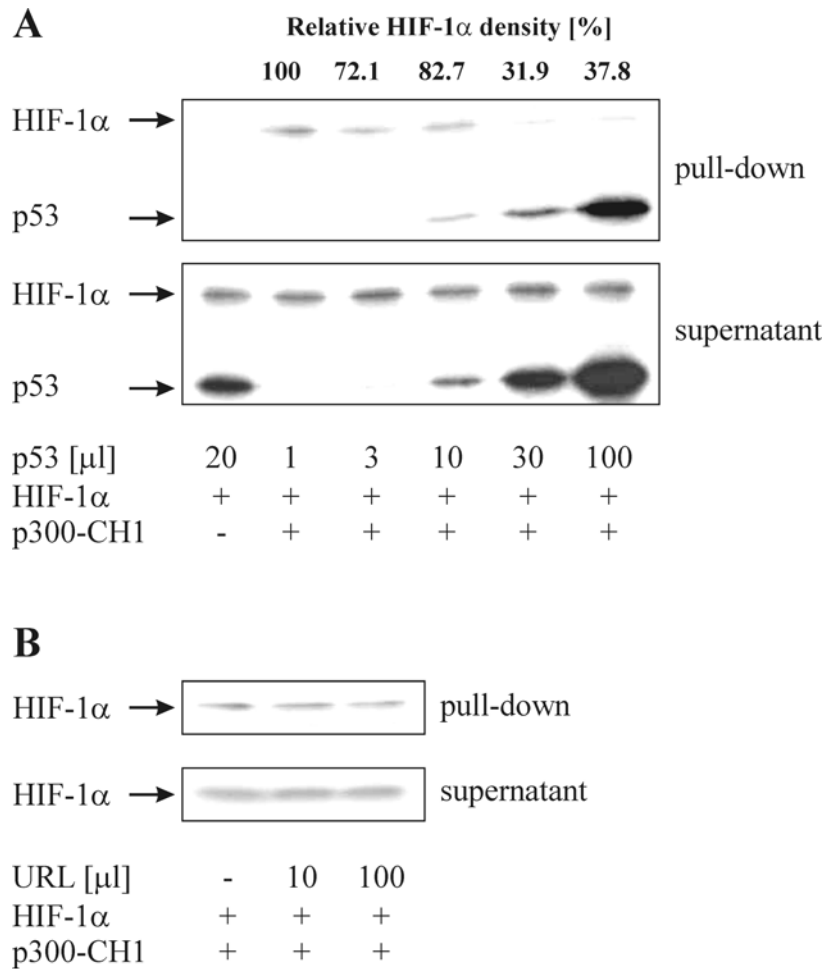 A
Relative HIF-1α density [%]
100 72.1 82.7 31.9 37.8
HIF-1α
pull-down
p53
HIF-1α
supernatant
p53
p53 [μl] 20 1 3 10 30 100
HIF-1α + + + + + +
p300-CH1 - + + + + +
B
HIF-1α pull-down
HIF-1α supernatant
URL [μl] - 10 100
HIF-1α + + +
p300-CH1 + + +